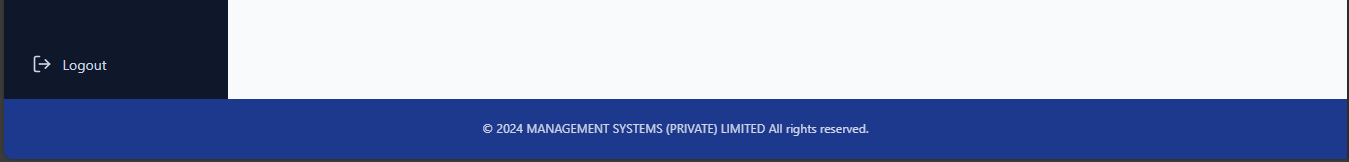 Logout
© 2024 MANAGEMENT SYSTEMS (PRIVATE) LIMITED All rights reserved.